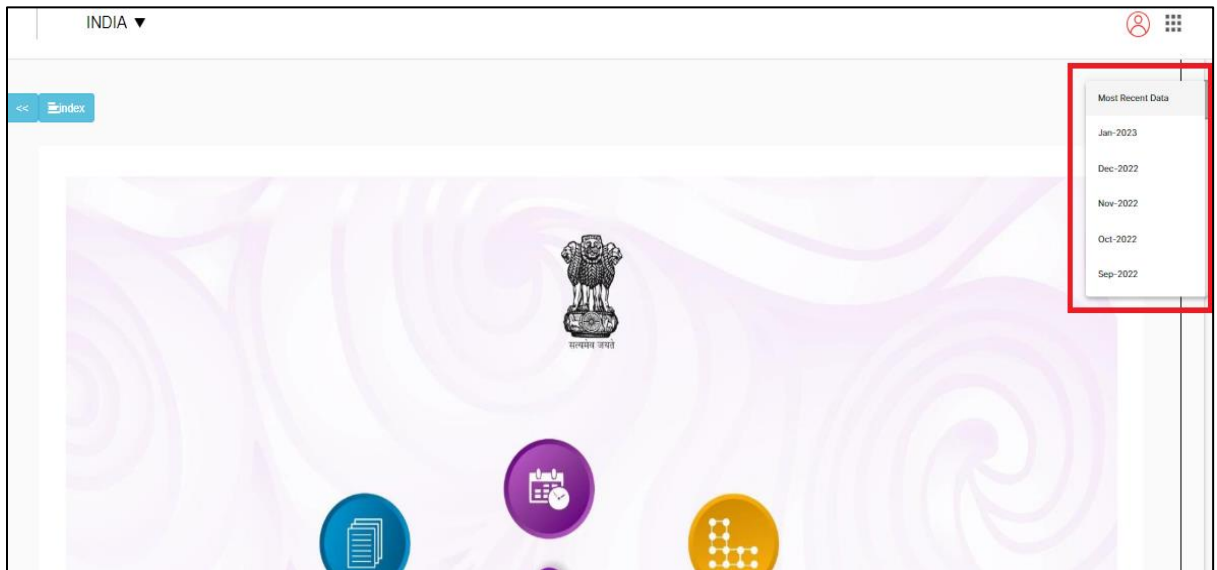 INDIA ▼
<< index
Most Recent Data
Jan-2023
Dec-2022
Nov-2022
Oct-2022
Sep-2022
सत्यमेव जयते